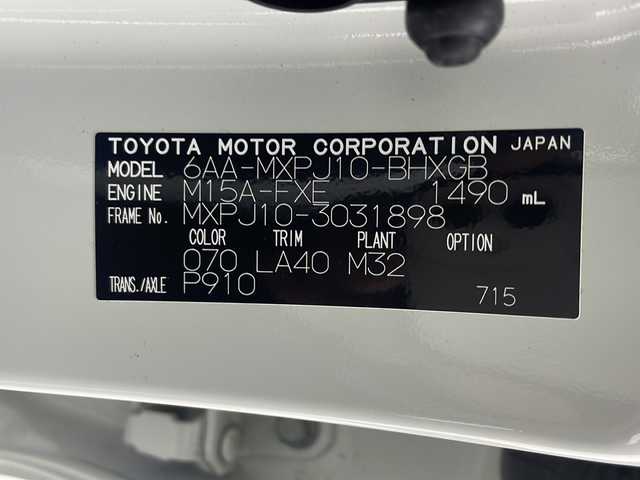 TOYOTA MOTOR CORPORATION JAPAN
MODEL 6AA-MXPJ10-BHXGB
ENGINE M15A-FXE 1490 mL
FRAME No. MXPJ10-3031898
COLOR TRIM PLANT OPTION
070 LA40 M32
TRANS./AXLE P910 715